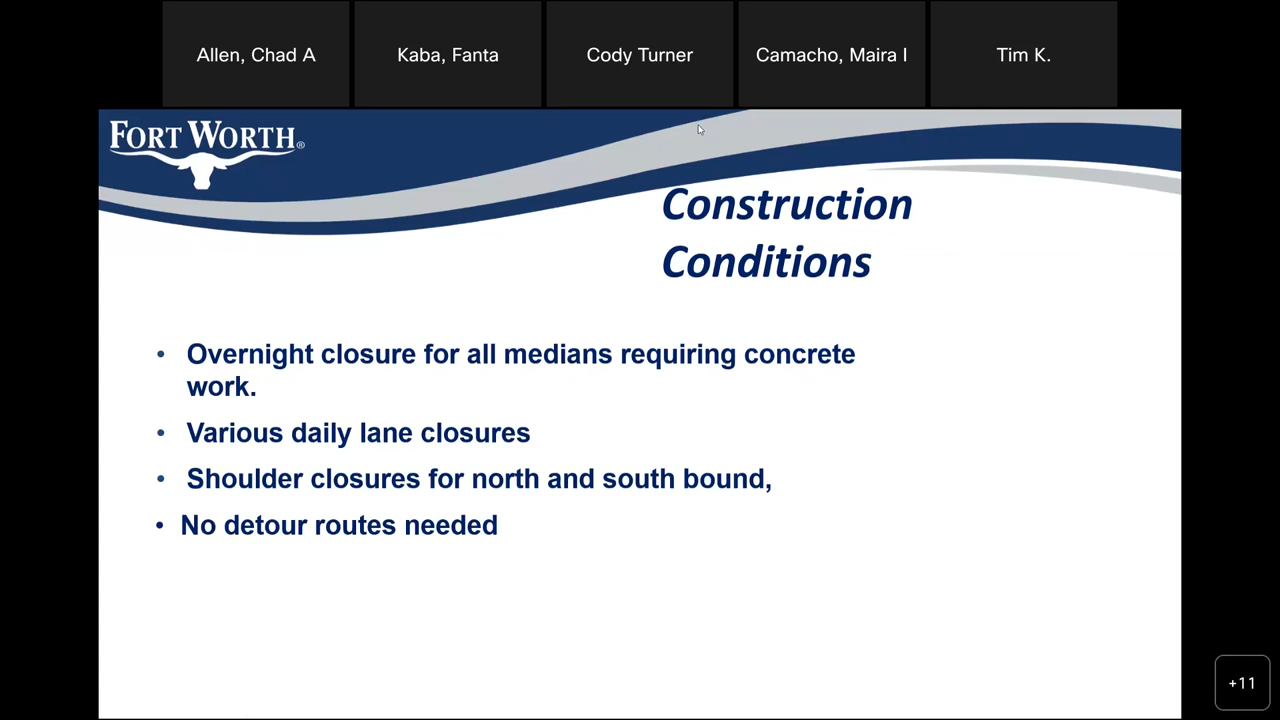 Allen, Chad A
Kaba, Fanta
Cody Turner
Camacho, Maira I
Tim K.
FORT WORTH®
Construction
Conditions
• Overnight closure for all medians requiring concrete
work.
• Various daily lane closures
• Shoulder closures for north and south bound,
• No detour routes needed
+11